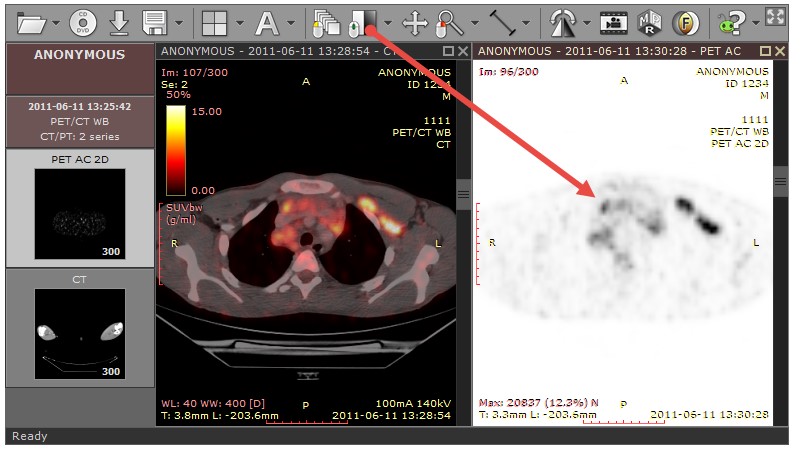 ANONYMOUS
2011-06-11 13:25:42
PET/CT WB
CT/PT: 2 series
PET AC 2D
300
CT
300
ANONYMOUS - 2011-06-11 13:28:54 - CT
Im: 107/300
Se: 2
50%
15.00
0.00
SUVbw
(g/ml)
A
ANONYMOUS
ID 1234
M
1111
PET/CT WB
CT
R
L
WL: 40 WW: 400 [D]
T: 3.8mm L: -203.6mm
P
100mA 140kV
2011-06-11 13:28:54
ANONYMOUS - 2011-06-11 13:30:28 - PET AC
Im: 96/300
A
ANONYMOUS
ID 1234
M
1111
PET/CT WB
PET AC 2D
R
L
Max: 20837 (12.3%) N
T: 3.3mm L: -203.6mm
P
2011-06-11 13:30:28
Ready